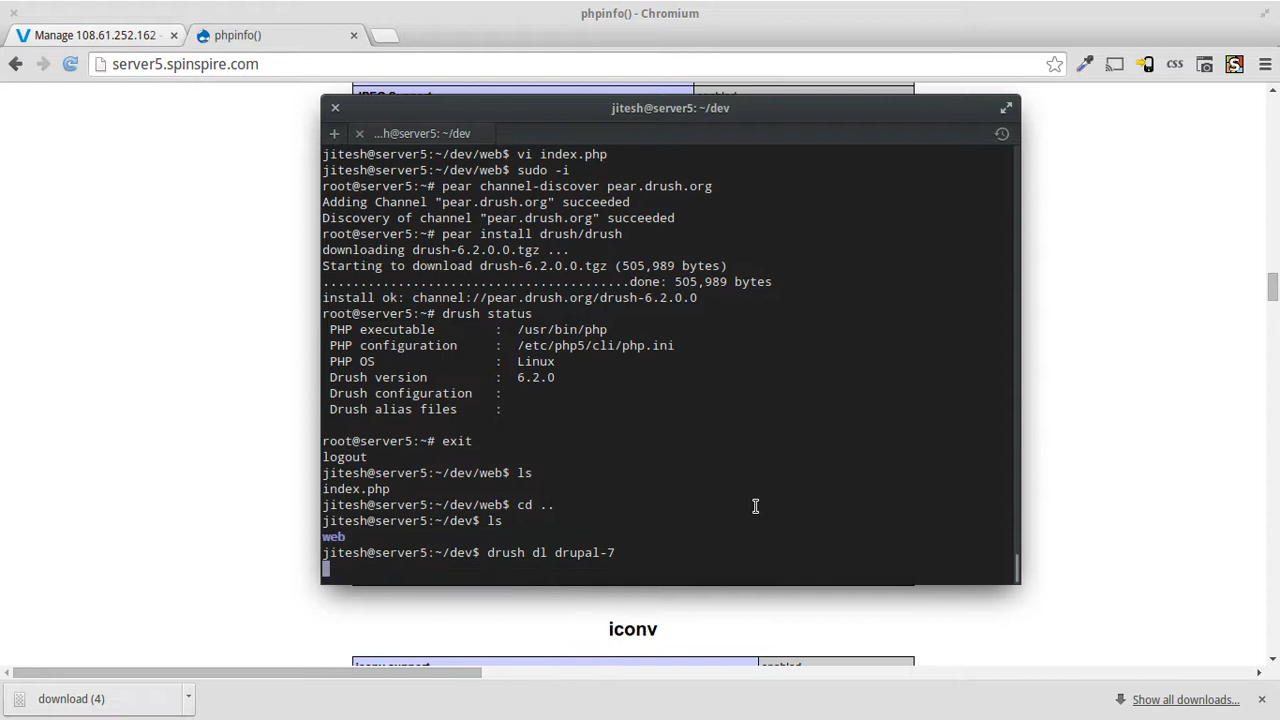 phpinfo() - Chromium
Manage 108.61.252.162
phpinfo()
server5.spinspire.com
CSS
jitesh@server5: ~/dev
...h@server5: ~/dev
jitesh@server5:~/dev/web$ vi index.php
jitesh@server5:~/dev/web$ sudo -i
root@server5:~# pear channel-discover pear.drush.org
Adding Channel "pear.drush.org" succeeded
Discovery of channel "pear.drush.org" succeeded
root@server5:~# pear install drush/drush
downloading drush-6.2.0.0.tgz ...
Starting to download drush-6.2.0.0.tgz (505,989 bytes)
.........................................done: 505,989 bytes
install ok: channel://pear.drush.org/drush-6.2.0.0
root@server5:~# drush status
PHP executable : /usr/bin/php
PHP configuration : /etc/php5/cli/php.ini
PHP OS : Linux
Drush version : 6.2.0
Drush configuration :
Drush alias files :
root@server5:~# exit
logout
jitesh@server5:~/dev/web$ ls
index.php
jitesh@server5:~/dev/web$ cd ..
jitesh@server5:~/dev$ ls
web
jitesh@server5:~/dev$ drush dl drupal-7
iconv
iconv support enabled
download (4)
Show all downloads...